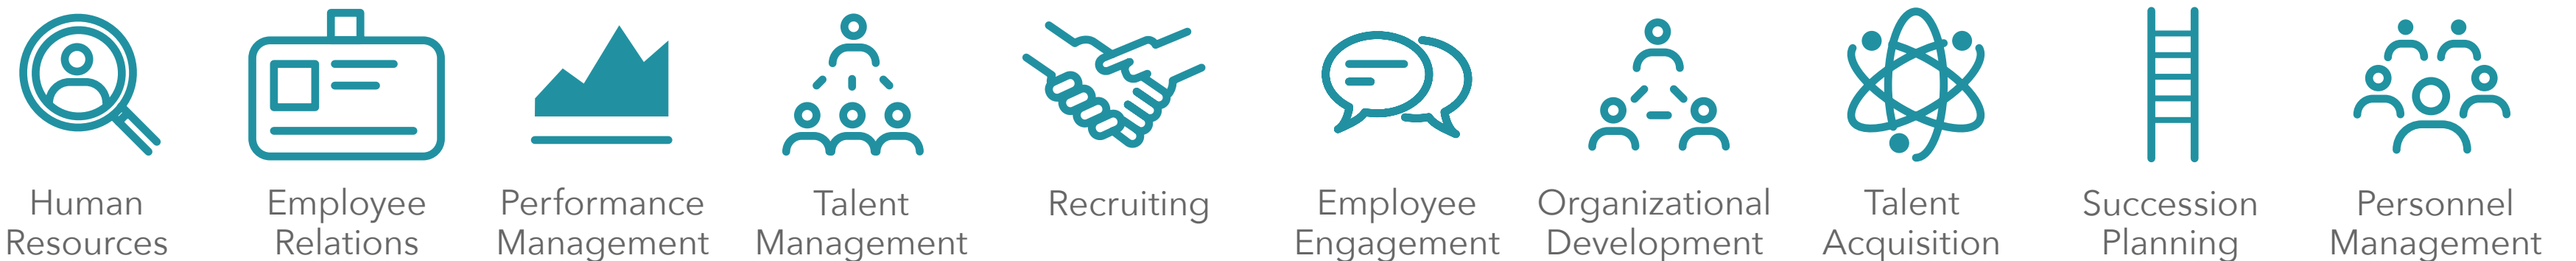 Human
Resources
Employee
Relations
Performance
Management
Talent
Management
Recruiting
Employee
Engagement
Organizational
Development
Talent
Acquisition
Succession
Planning
Personnel
Management